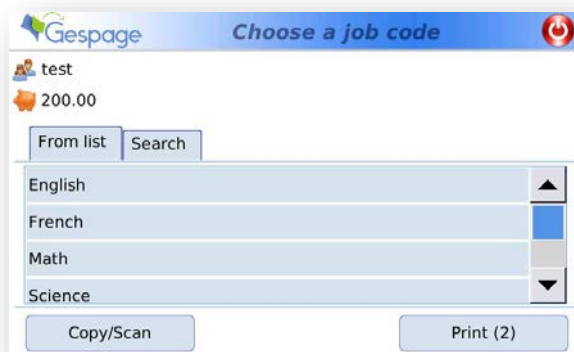 Gespage Choose a job code
test
200.00
From list Search
English
French
Math
Science
Copy/Scan Print (2)